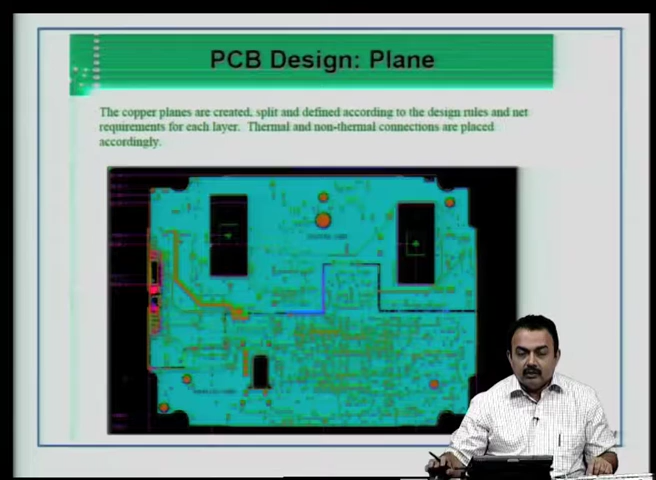 PCB Design: Plane
The copper planes are created, split and defined according to the design rules and net
requirements for each layer. Thermal and non-thermal connections are placed
accordingly.